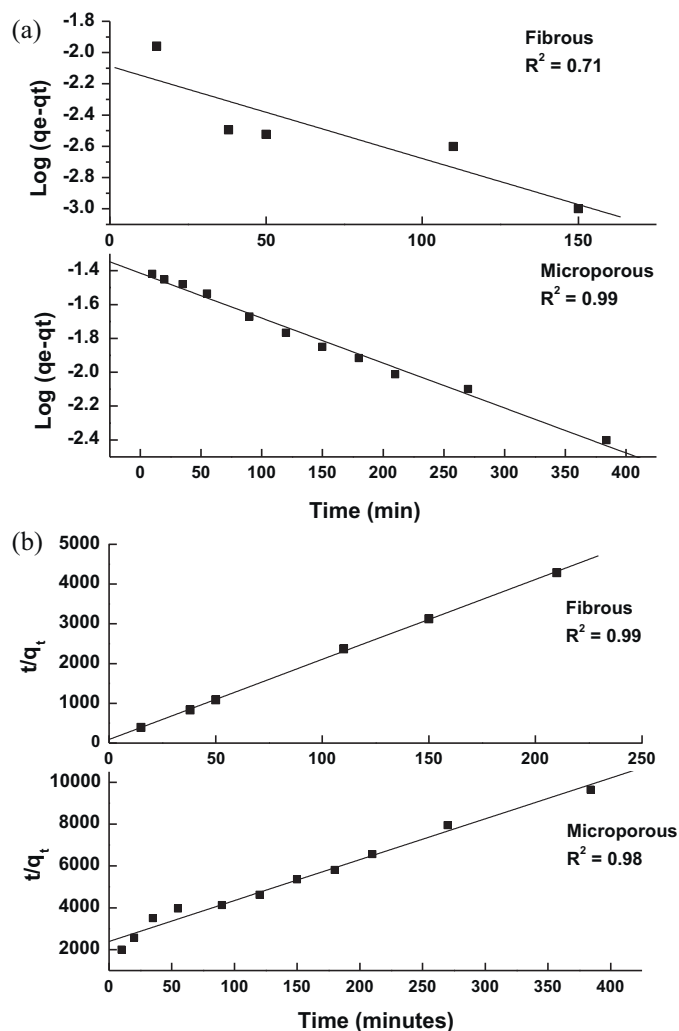 (a)
-1.8
-2.0
-2.2
-2.4
-2.6
-2.8
-3.0
Log (qe-qt)
Fibrous
R² = 0.71
0 50 100 150
-1.4
-1.6
-1.8
-2.0
-2.2
-2.4
Log (qe-qt)
Microporous
R² = 0.99
0 50 100 150 200 250 300 350 400
Time (min)
(b)
5000
4000
3000
2000
1000
0
t/qₜ
Fibrous
R² = 0.99
0 50 100 150 200 250
10000
8000
6000
4000
2000
t/qₜ
Microporous
R² = 0.98
0 50 100 150 200 250 300 350 400
Time (minutes)